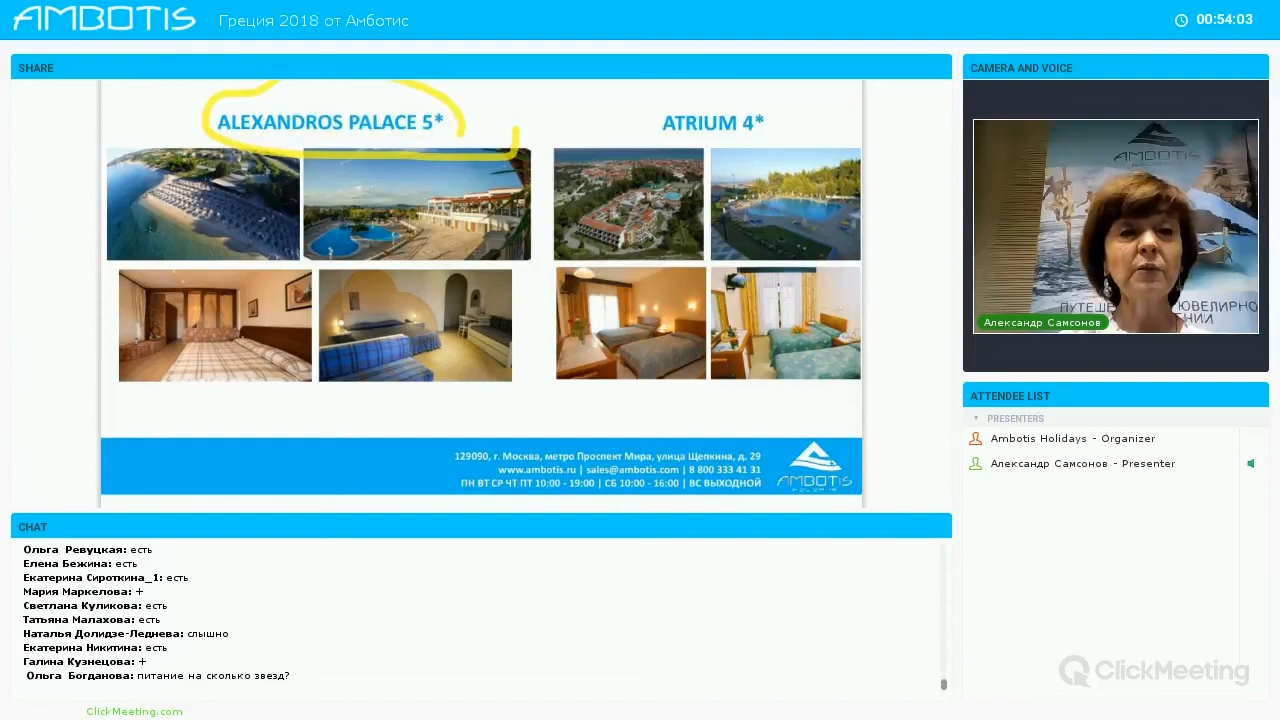 AMBOTIS
Греция 2018 от Амботис
00:54:03
SHARE
ALEXANDROS PALACE 5*
ATRIUM 4*
129090, г. Москва, метро Проспект Мира, улица Щепкина, д. 29
www.ambotis.ru | sales@ambotis.com | 8 800 333 41 31
ПН ВТ СР ЧТ ПТ 10:00 - 19:00 | СБ 10:00 - 16:00 | ВС ВЫХОДНОЙ
AMBOTIS
HOLIDAYS
CAMERA AND VOICE
AMBOTIS
Александр Самсонов
ATTENDEE LIST
PRESENTERS
Ambotis Holidays - Organizer
Александр Самсонов - Presenter
CHAT
Ольга Ревуцкая: есть
Елена Бежина: есть
Екатерина Сироткина_1: есть
Мария Маркелова: +
Светлана Куликова: есть
Татьяна Малахова: есть
Наталья Долидзе-Леднева: слышно
Екатерина Никитина: есть
Галина Кузнецова: +
Ольга Богданова: питание на сколько звезд?
ClickMeeting
ClickMeeting.com